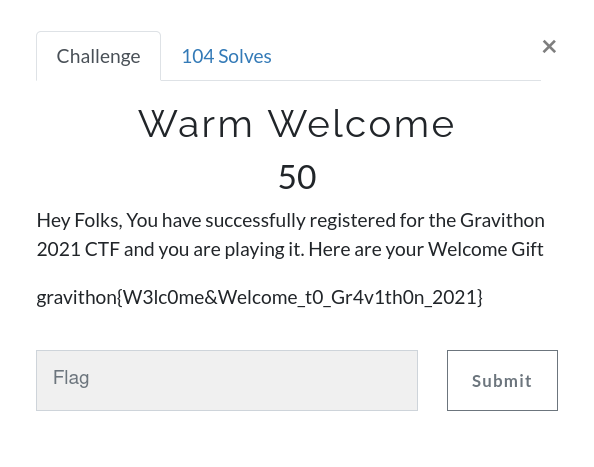 Challenge
104 Solves
×
Warm Welcome
50
Hey Folks, You have successfully registered for the Gravithon
2021 CTF and you are playing it. Here are your Welcome Gift
gravithon{W3lc0me&Welcome_t0_Gr4v1th0n_2021}
Flag
Submit